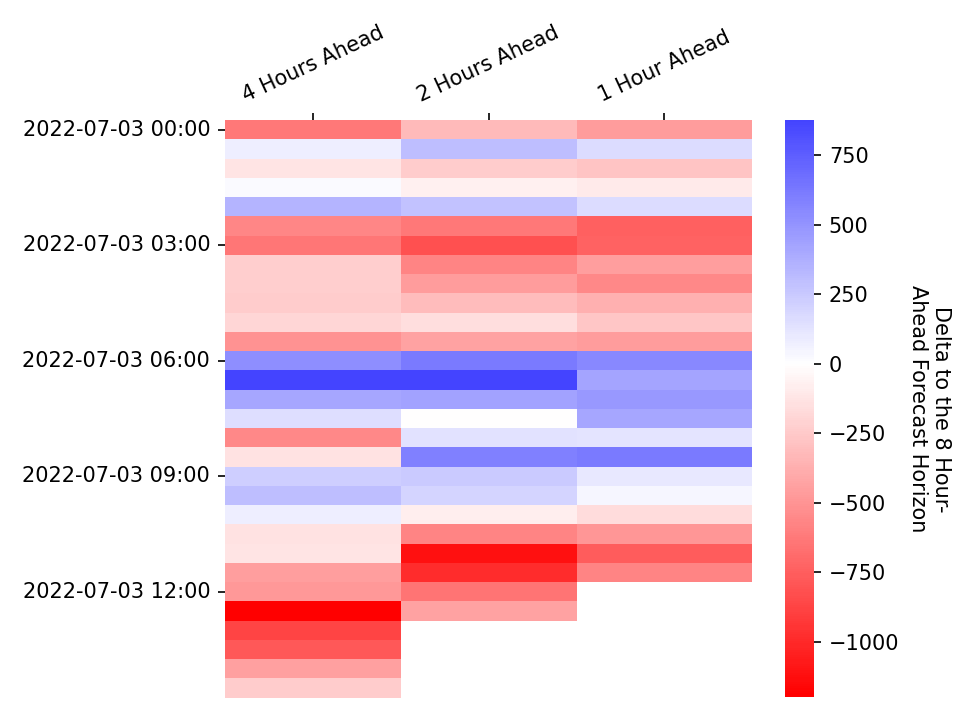 4 Hours Ahead
2 Hours Ahead
1 Hour Ahead
2022-07-03 00:00
2022-07-03 03:00
2022-07-03 06:00
2022-07-03 09:00
2022-07-03 12:00
750
500
250
0
−250
−500
−750
−1000
Delta to the 8 Hour-
Ahead Forecast Horizon